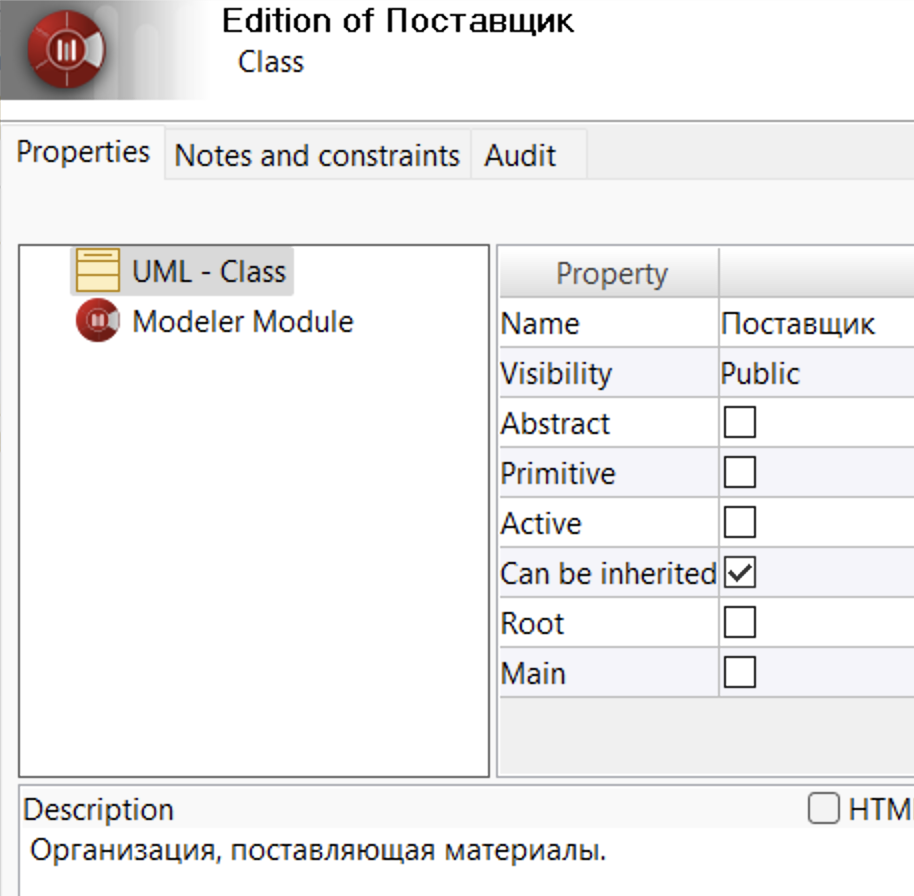 Edition of Поставщик
Class
Properties Notes and constraints Audit
UML - Class
Modeler Module
Property
Name Поставщик
Visibility Public
Abstract
Primitive
Active
Can be inherited
Root
Main
Description
Организация, поставляющая материалы.